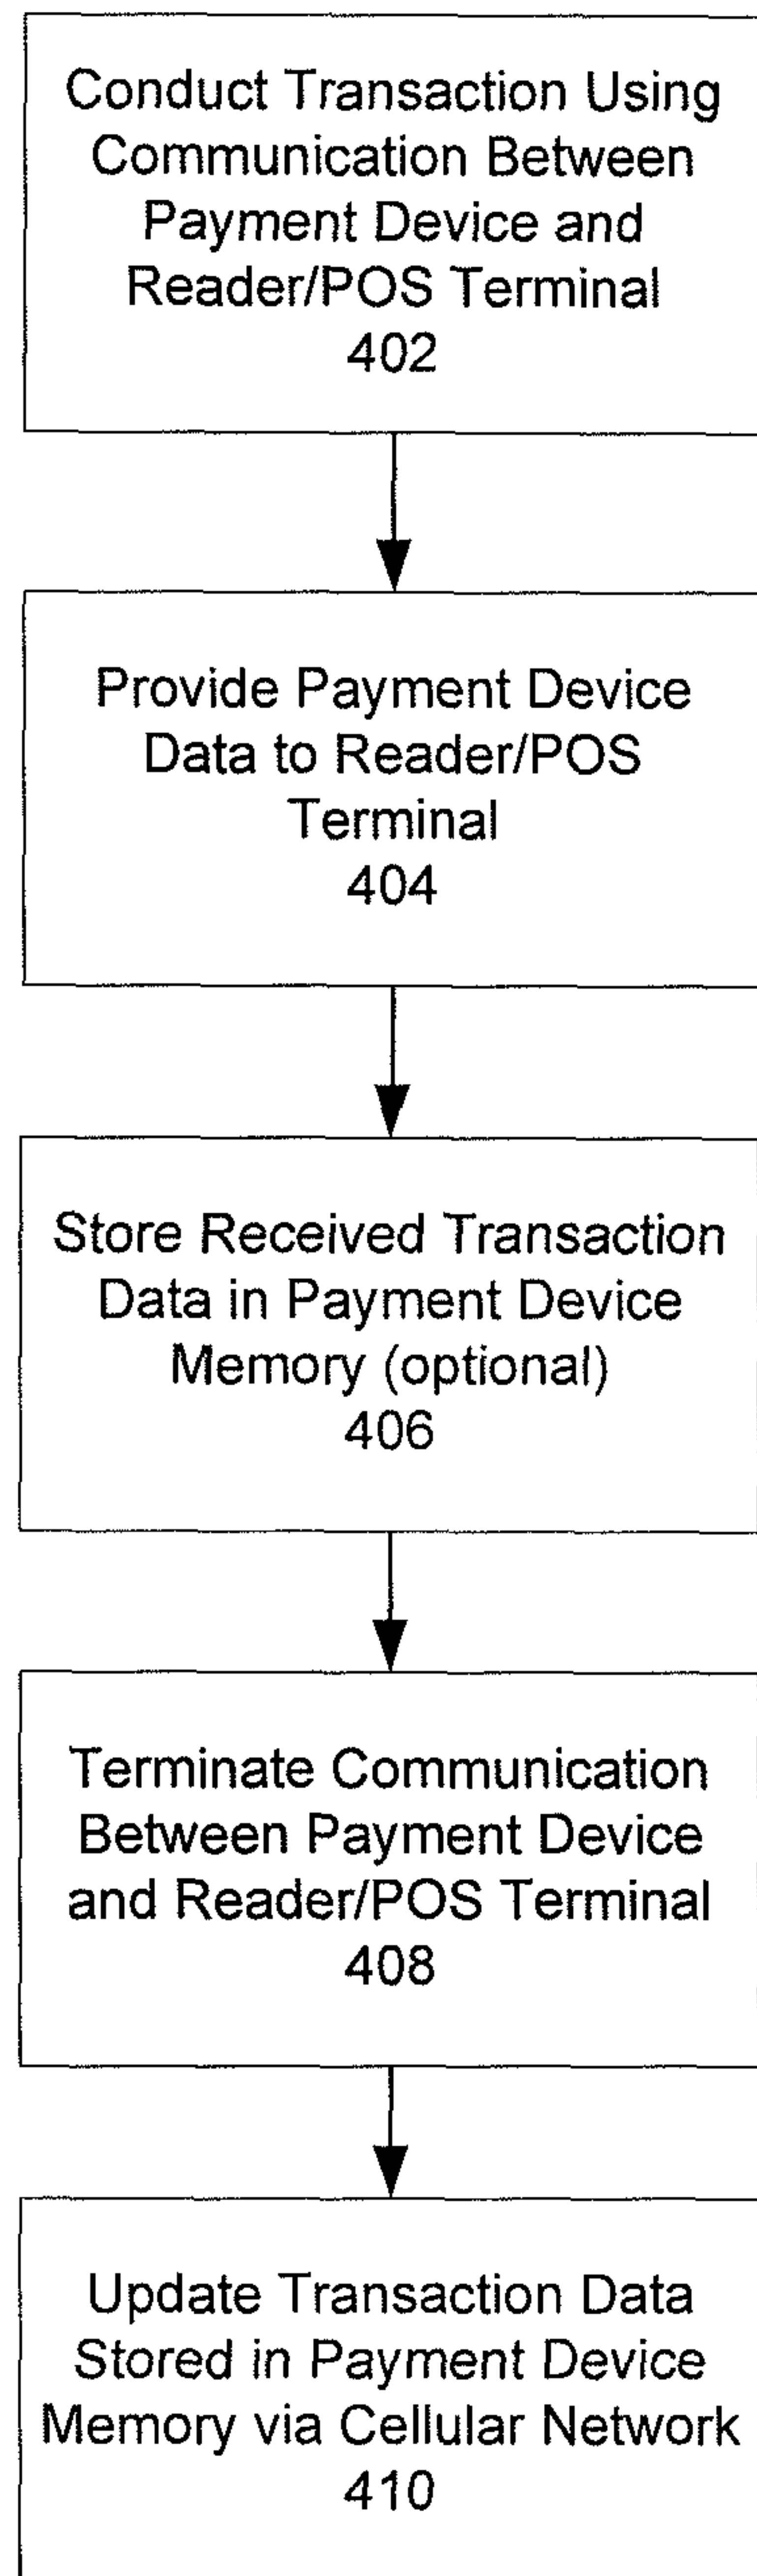 Conduct Transaction Using
Communication Between
Payment Device and
Reader/POS Terminal
402
Provide Payment Device
Data to Reader/POS
Terminal
404
Store Received Transaction
Data in Payment Device
Memory (optional)
406
Terminate Communication
Between Payment Device
and Reader/POS Terminal
408
Update Transaction Data
Stored in Payment Device
Memory via Cellular Network
410